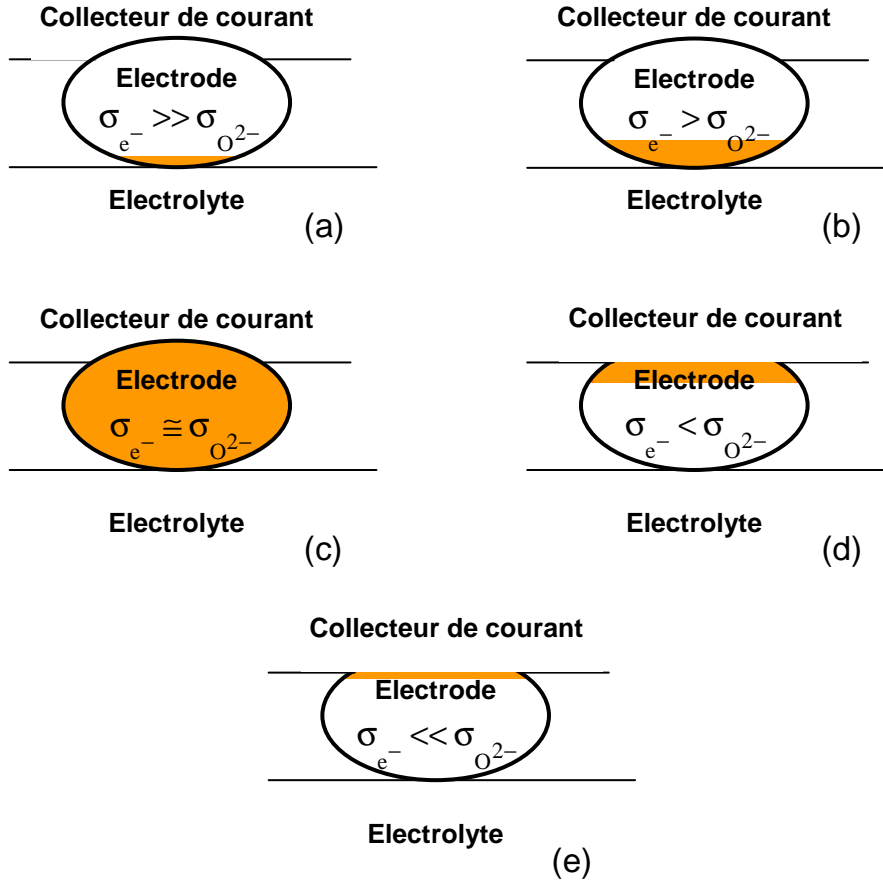 Collecteur de courant
Electrode
σe− >> σO2−
Electrolyte
(a)
Collecteur de courant
Electrode
σe− > σO2−
Electrolyte
(b)
Collecteur de courant
Electrode
σe− ≅ σO2−
Electrolyte
(c)
Collecteur de courant
Electrode
σe− < σO2−
Electrolyte
(d)
Collecteur de courant
Electrode
σe− << σO2−
Electrolyte
(e)